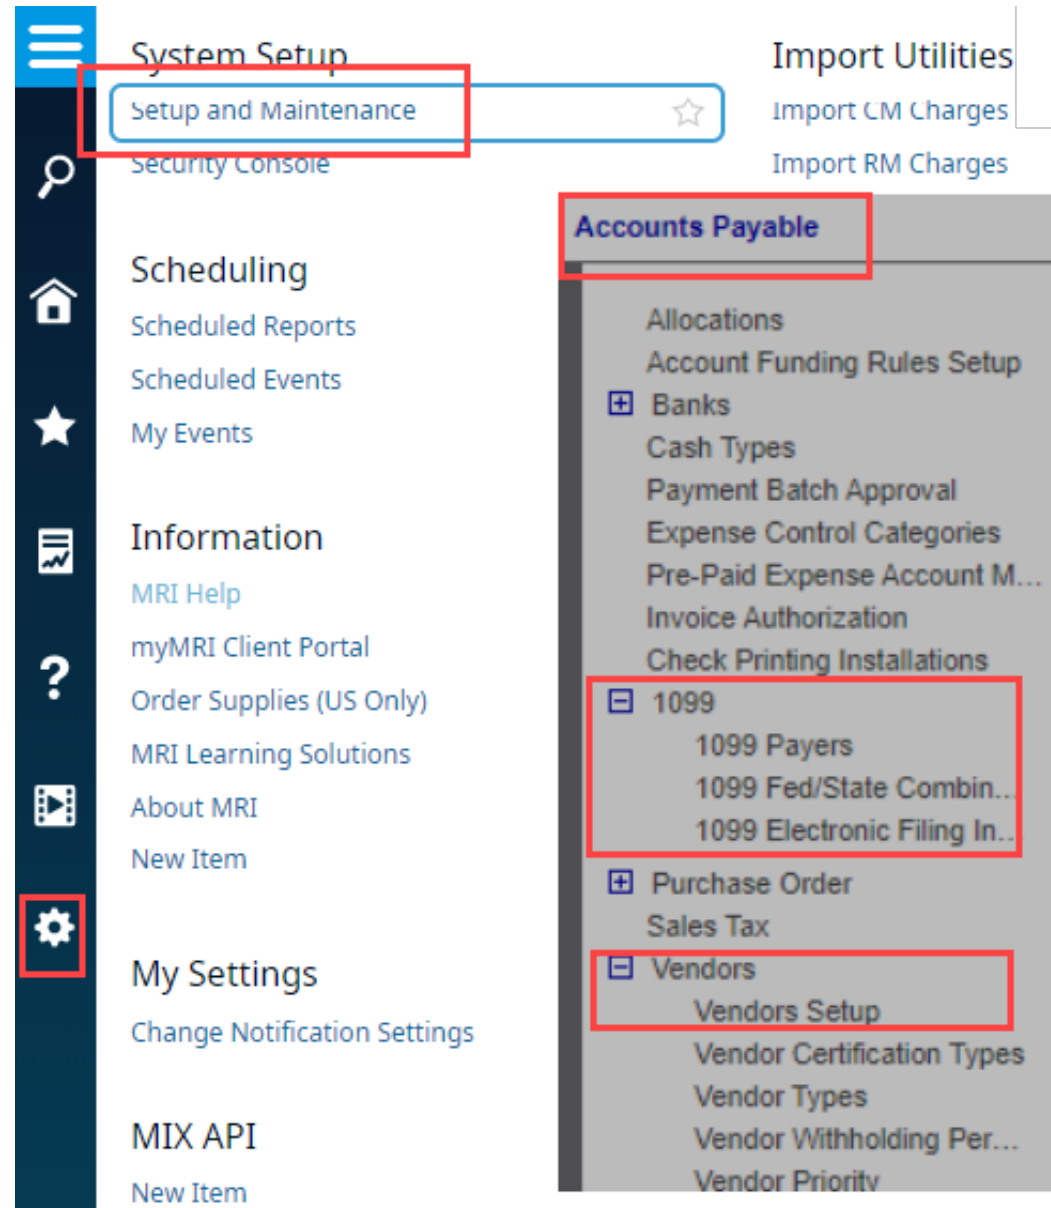 System Setup
Setup and Maintenance
Security Console
Scheduling
Scheduled Reports
Scheduled Events
My Events
Information
MRI Help
myMRI Client Portal
Order Supplies (US Only)
MRI Learning Solutions
About MRI
New Item
My Settings
Change Notification Settings
MIX API
New Item
Import Utilities
Import CM Charges
Import RM Charges
Accounts Payable
Allocations
Account Funding Rules Setup
Banks
Cash Types
Payment Batch Approval
Expense Control Categories
Pre-Paid Expense Account M...
Invoice Authorization
Check Printing Installations
1099
1099 Payers
1099 Fed/State Combin...
1099 Electronic Filing In...
Purchase Order
Sales Tax
Vendors
Vendors Setup
Vendor Certification Types
Vendor Types
Vendor Withholding Per...
Vendor Priority